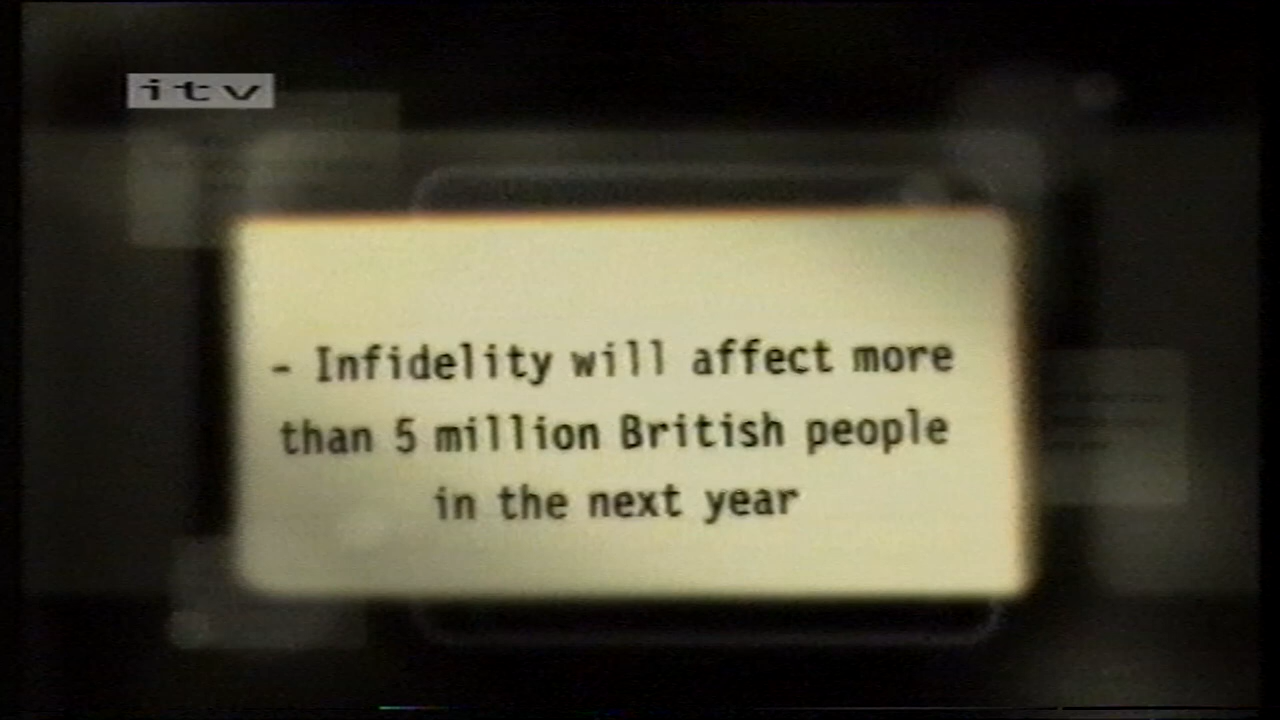 itv
- Infidelity will affect more
than 5 million British people
in the next year